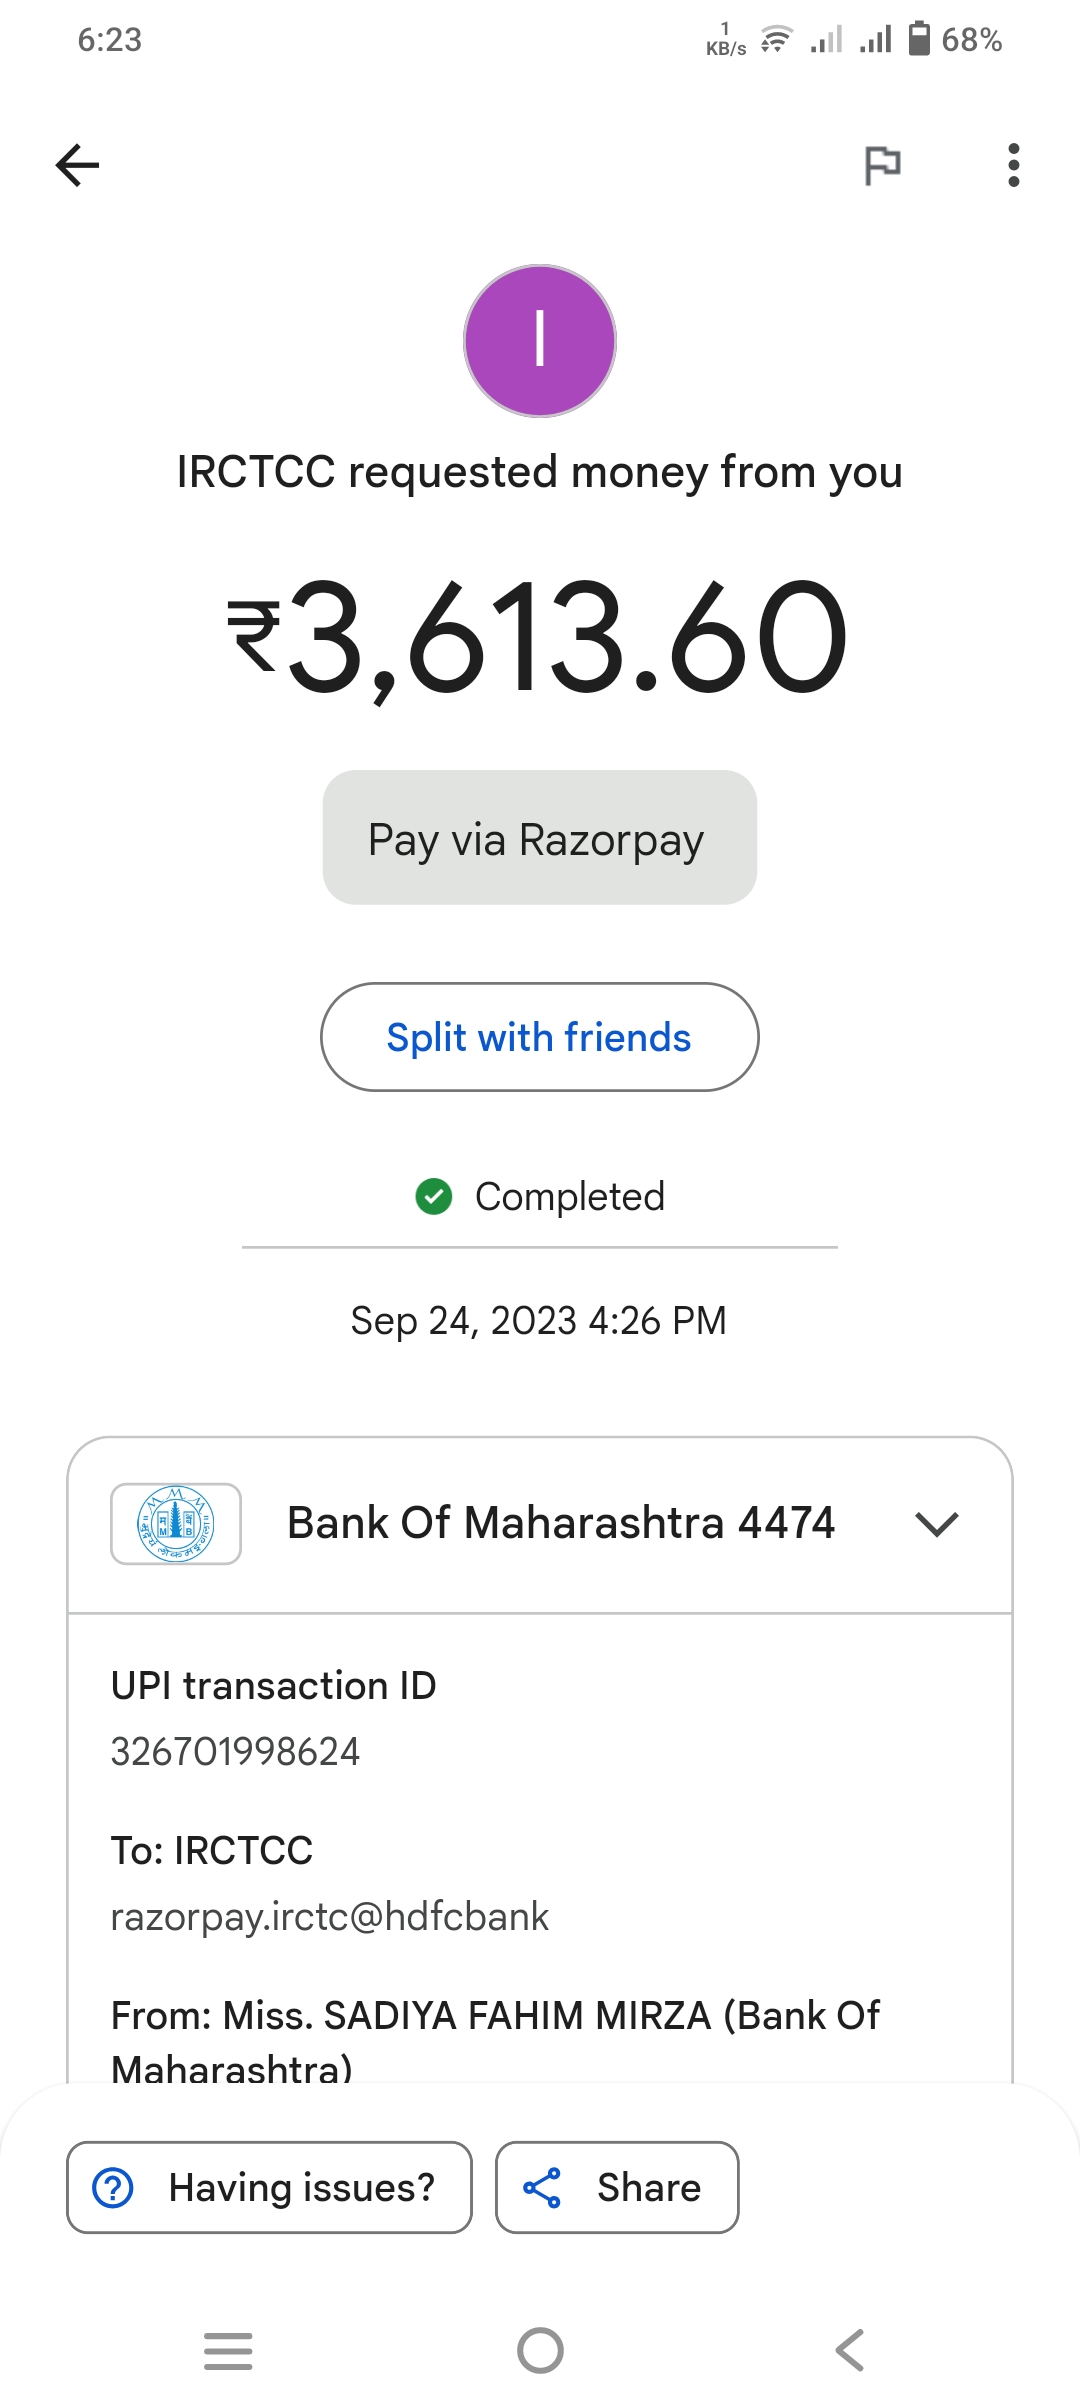 6:23
1
KB/s
68%
I
IRCTCC requested money from you
₹3,613.60
Pay via Razorpay
Split with friends
Completed
Sep 24, 2023 4:26 PM
Bank Of Maharashtra 4474
UPI transaction ID
326701998624
To: IRCTCC
razorpay.irctc@hdfcbank
From: Miss. SADIYA FAHIM MIRZA (Bank Of
Maharashtra)
Having issues?
Share